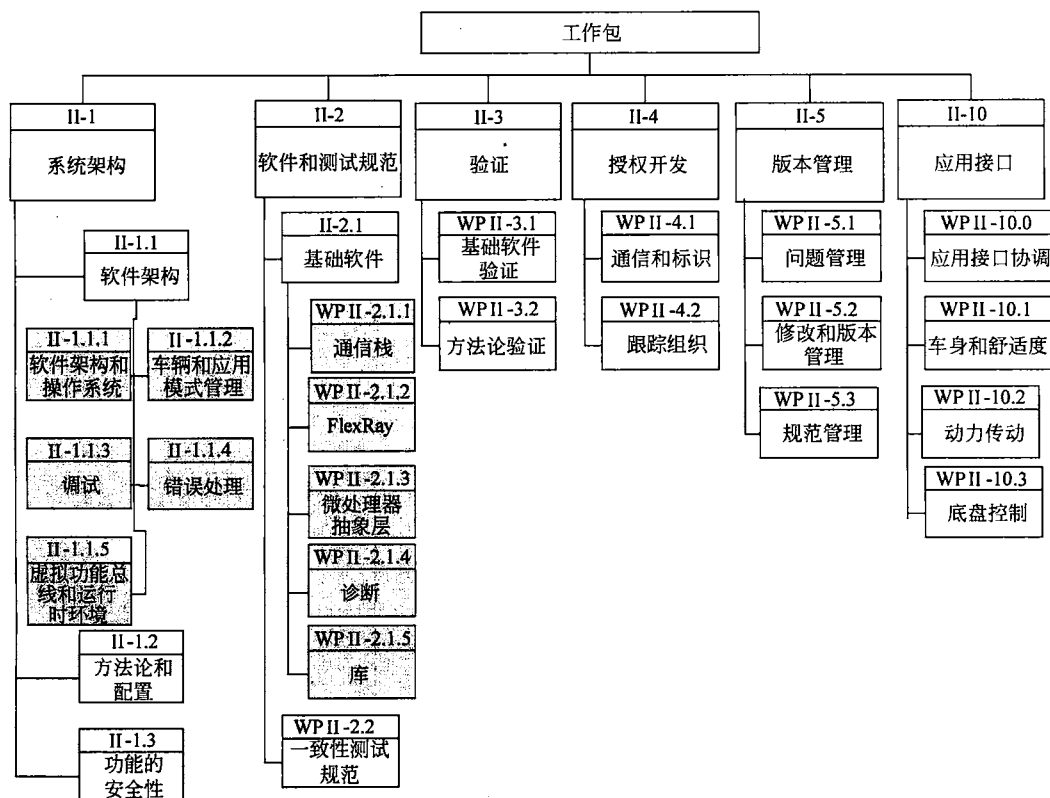 工作包
II-1
系统架构
II-1.1
软件架构
II-1.1.1
软件架构和
操作系统
II-1.1.2
车辆和应用
模式管理
II-1.1.3
调试
II-1.1.4
错误处理
II-1.1.5
虚拟功能总
线和运行
时环境
II-1.2
方法论和
配置
II-1.3
功能的
安全性
II-2
软件和测试规范
II-2.1
基础软件
WP II-2.1.1
通信栈
WP II-2.1.2
FlexRay
WP II-2.1.3
微处理器
抽象层
WP II-2.1.4
诊断
WP II-2.1.5
库
WP II-2.2
一致性测试
规范
II-3
验证
WP II-3.1
基础软件
验证
WP II-3.2
方法论验证
II-4
授权开发
WP II-4.1
通信和标识
WP II-4.2
跟踪组织
II-5
版本管理
WP II-5.1
问题管理
WP II-5.2
修改和版本
管理
WP II-5.3
规范管理
II-10
应用接口
WP II-10.0
应用接口协调
WP II-10.1
车身和舒适度
WP II-10.2
动力传动
WP II-10.3
底盘控制